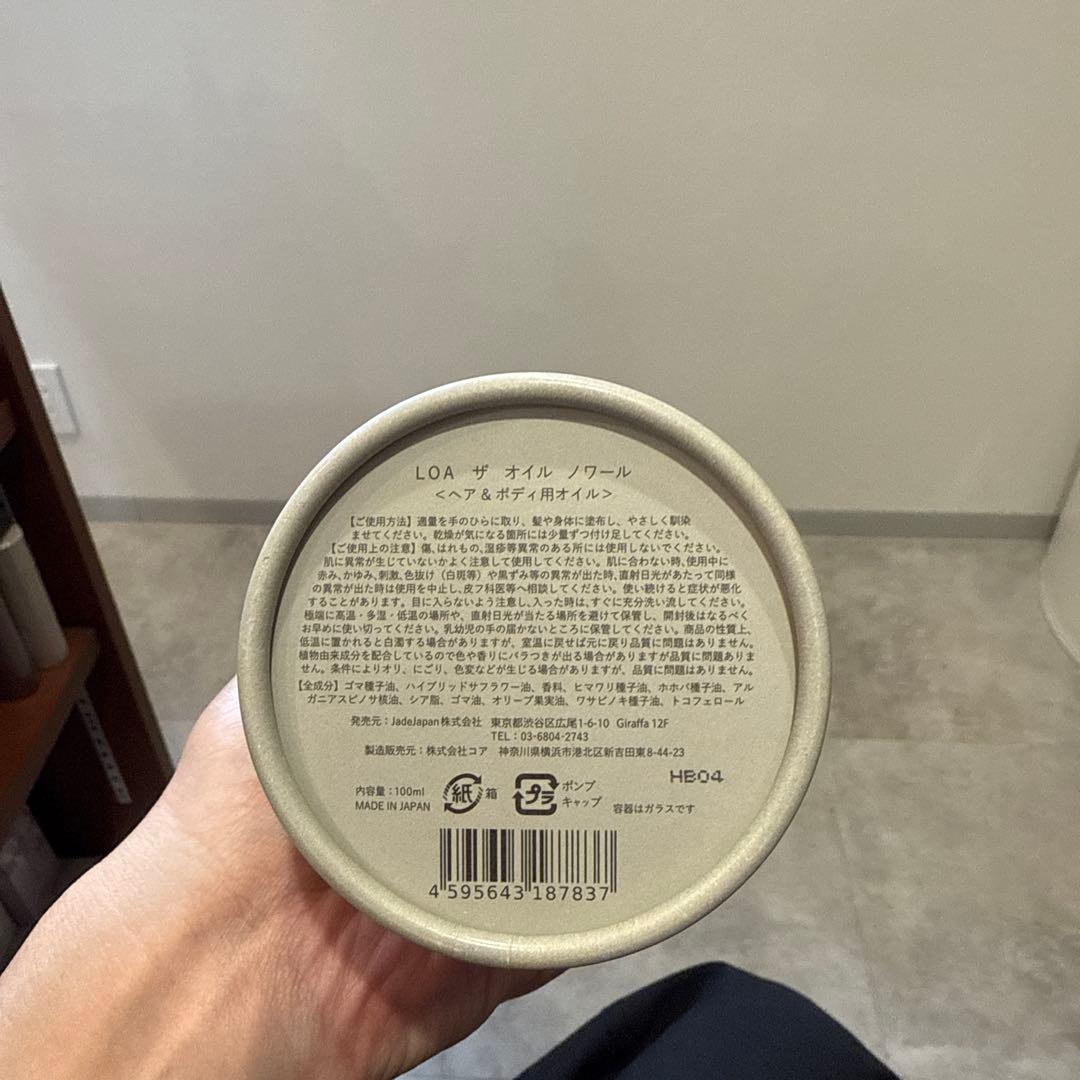 LOA ザ オイル ノワール
<ヘア&ボディ用オイル>
【ご使用方法】適量を手のひらに取り、髪や身体に塗布し、やさしく馴染
ませてください。乾燥が気になる箇所には少量ずつ付け足してください。
【ご使用上の注意】傷、はれもの、湿疹等異常のある所には使用しないでください。
肌に異常が生じていないかよく注意して使用してください。肌に合わない時、使用中に
赤み、かゆみ、刺激、色抜け(白斑等)や黒ずみ等の異常が出た時、直射日光があたって同様
の異常が出た時は使用を中止し、皮フ科医等へ相談してください。使い続けると症状が悪化
することがあります。目に入らないよう注意し、入った時は、すぐに充分洗い流してください。
極端に高温・多湿・低温の場所や、直射日光が当たる場所を避けて保管し、開封後はなるべく
お早めに使い切ってください。乳幼児の手の届かないところに保管してください。商品の性質上、
低温に置かれると白濁する場合がありますが、室温に戻せば元に戻り品質に問題はありません。
植物由来成分を配合しているので色や香りにバラつきが出る場合がありますが品質に問題ありま
せん。条件によりオリ、にごり、色変などが生じる場合がありますが、品質に問題はありません。
【全成分】ゴマ種子油、ハイブリッドサフラワー油、香料、ヒマワリ種子油、ホホバ種子油、アル
ガニアスピノサ核油、シア脂、ゴマ油、オリーブ果実油、ワサビノキ種子油、トコフェロール
発売元:JadeJapan株式会社 東京都渋谷区広尾1-6-10 Giraffa 12F
TEL:03-6804-2743
製造販売元:株式会社コア 神奈川県横浜市港北区新吉田東8-44-23
HB04
内容量:100ml
MADE IN JAPAN
紙 箱
プラ ポンプ
キャップ
容器はガラスです
4 595643 187837